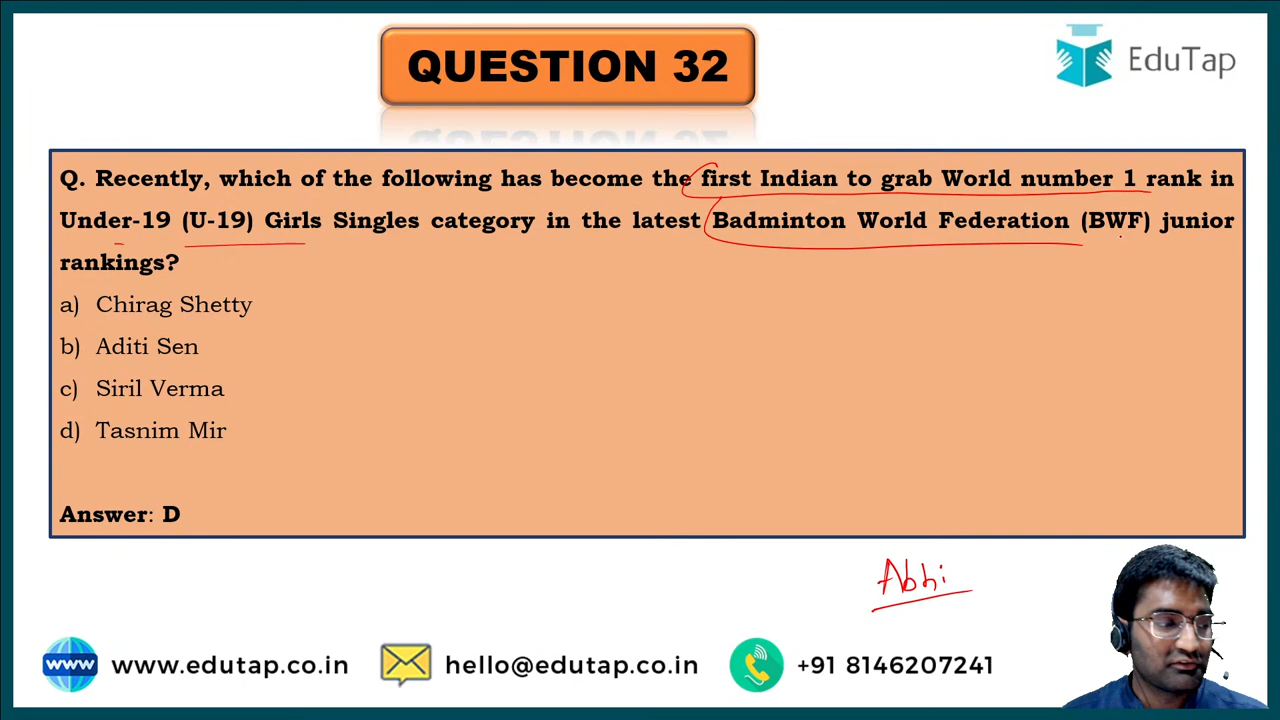 QUESTION 32
EduTap
Q. Recently, which of the following has become the first Indian to grab World number 1 rank in
Under-19 (U-19) Girls Singles category in the latest Badminton World Federation (BWF) junior
rankings?
a) Chirag Shetty
b) Aditi Sen
c) Siril Verma
d) Tasnim Mir
Answer: D
Abhi
www www.edutap.co.in hello@edutap.co.in +91 8146207241